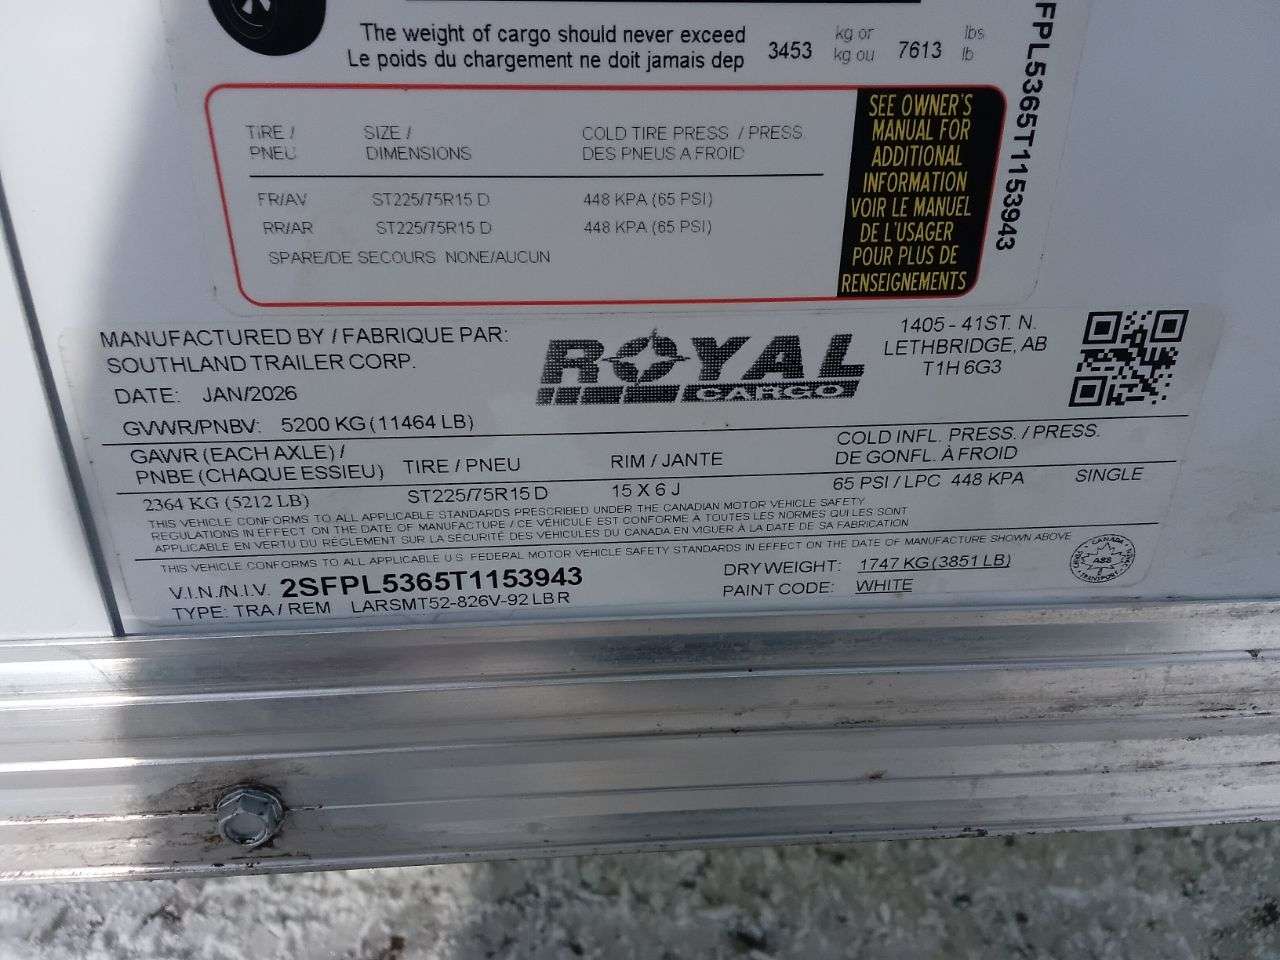 The weight of cargo should never exceed 3453 kg or 7613 lbs
Le poids du chargement ne doit jamais dep kg ou lb
TIRE / SIZE / COLD TIRE PRESS. / PRESS.
PNEU DIMENSIONS DES PNEUS A FROID
FR/AV ST225/75R15 D 448 KPA (65 PSI)
RR/AR ST225/75R15 D 448 KPA (65 PSI)
SPARE/DE SECOURS NONE/AUCUN
SEE OWNER'S
MANUAL FOR
ADDITIONAL
INFORMATION
VOIR LE MANUEL
DE L'USAGER
POUR PLUS DE
RENSEIGNEMENTS
FPL5365T1153943
MANUFACTURED BY / FABRIQUE PAR:
SOUTHLAND TRAILER CORP.
DATE: JAN/2026
ROYAL
CARGO
1405 - 41ST. N.
LETHBRIDGE, AB
T1H 6G3
GVWR/PNBV: 5200 KG (11464 LB)
GAWR (EACH AXLE) / TIRE / PNEU RIM / JANTE COLD INFL. PRESS. / PRESS.
PNBE (CHAQUE ESSIEU) DE GONFL. À FROID
2364 KG (5212 LB) ST225/75R15 D 15 X 6 J 65 PSI / LPC 448 KPA SINGLE
THIS VEHICLE CONFORMS TO ALL APPLICABLE STANDARDS PRESCRIBED UNDER THE CANADIAN MOTOR VEHICLE SAFETY
REGULATIONS IN EFFECT ON THE DATE OF MANUFACTURE / CE VÉHICULE EST CONFORME À TOUTES LES NORMES QUI LES SONT
APPLICABLE EN VERTU DU RÈGLEMENT SUR LA SÉCURITÉ DES VÉHICULES DU CANADA EN VIGUER À LA DATE DE SA FABRICATION
THIS VEHICLE CONFORMS TO ALL APPLICABLE U.S. FEDERAL MOTOR VEHICLE SAFETY STANDARDS IN EFFECT ON THE DATE OF MANUFACTURE SHOWN ABOVE
V.I.N./N.I.V. 2SFPL5365T1153943 DRY WEIGHT: 1747 KG (3851 LB)
TYPE: TRA / REM LARSMT52-826V-92 LB R PAINT CODE: WHITE
CANADA
A88
TRANSPORT